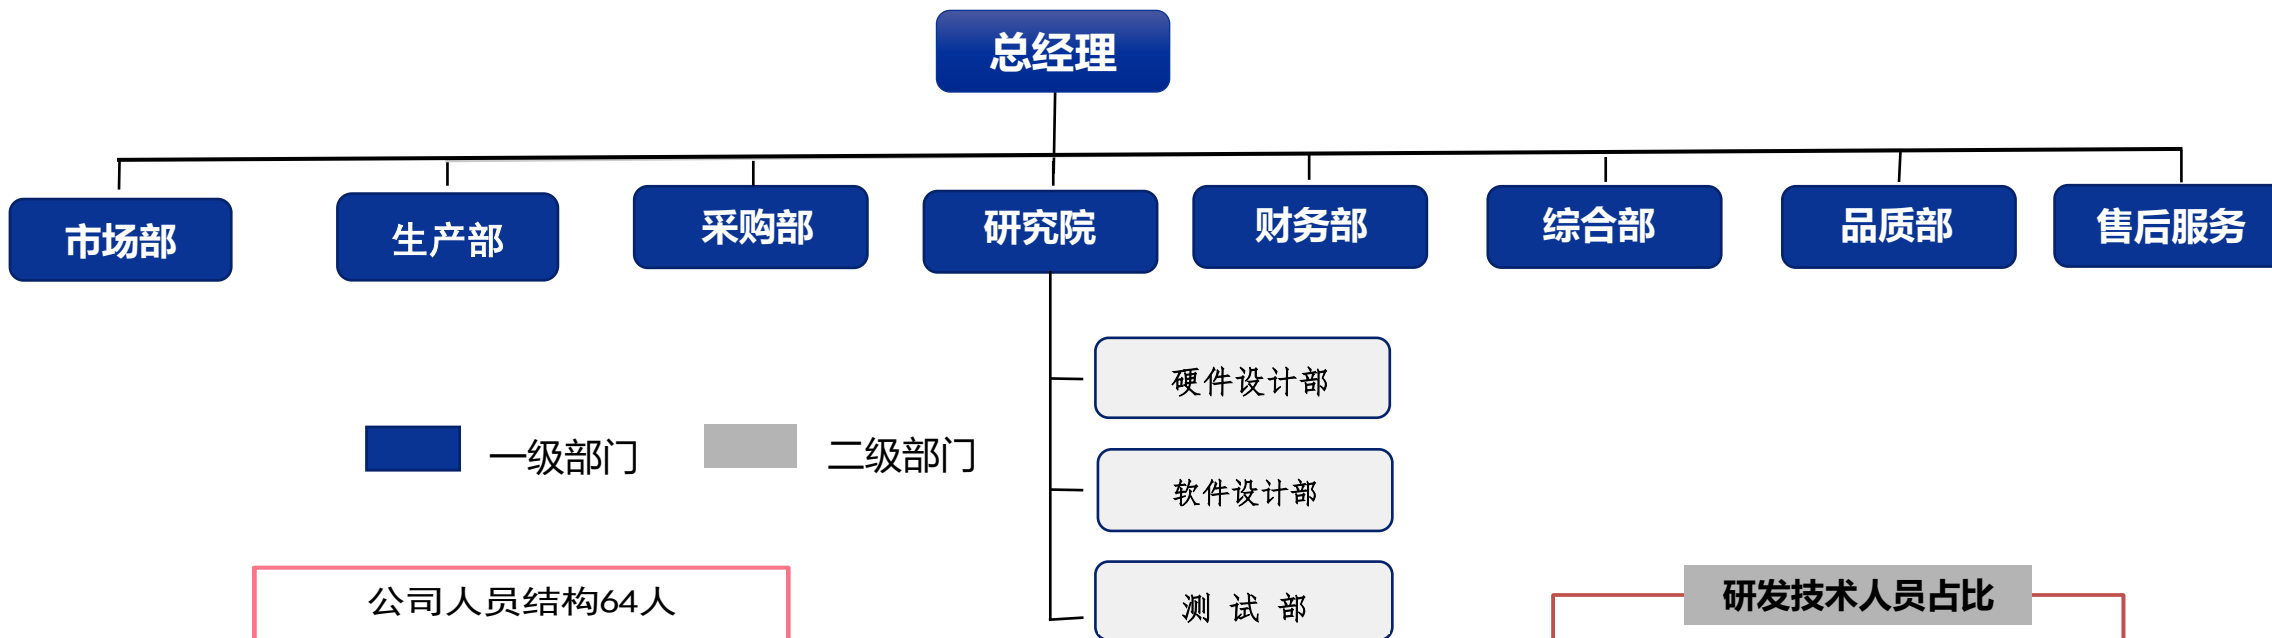 总经理
市场部
生产部
采购部
研究院
财务部
综合部
品质部
售后服务
硬件设计部
一级部门
二级部门
软件设计部
公司人员结构64人
测 试 部
研发技术人员占比